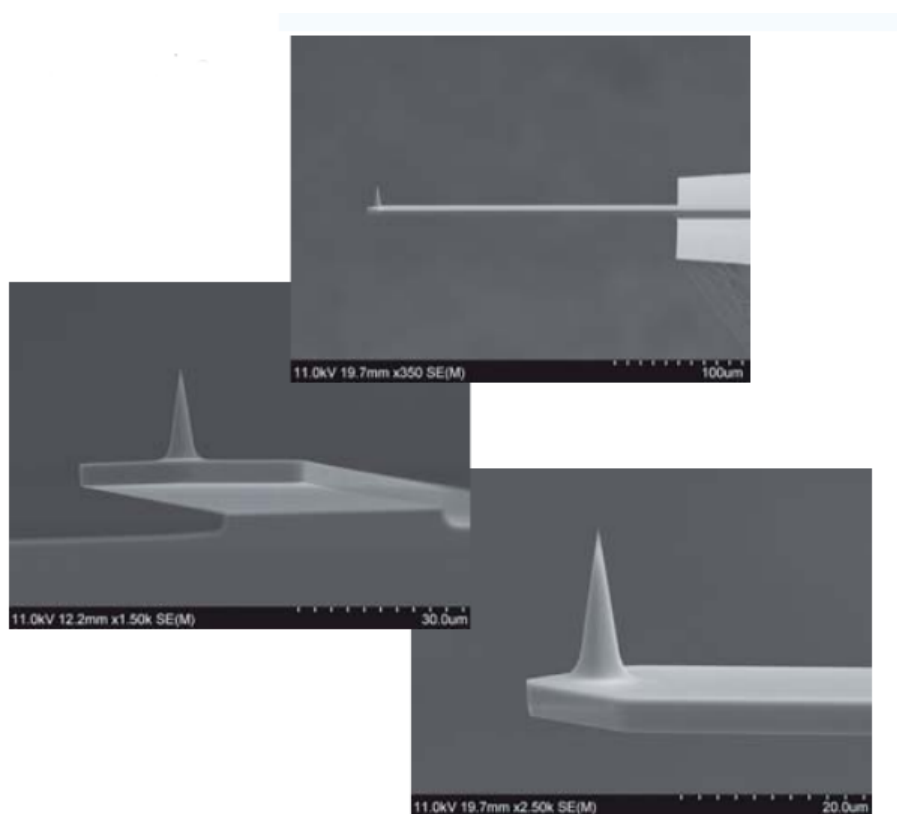 11.0kV 19.7mm x350 SE(M)
100um
11.0kV 12.2mm x1.50k SE(M)
30.0um
11.0kV 19.7mm x2.50k SE(M)
20.0um